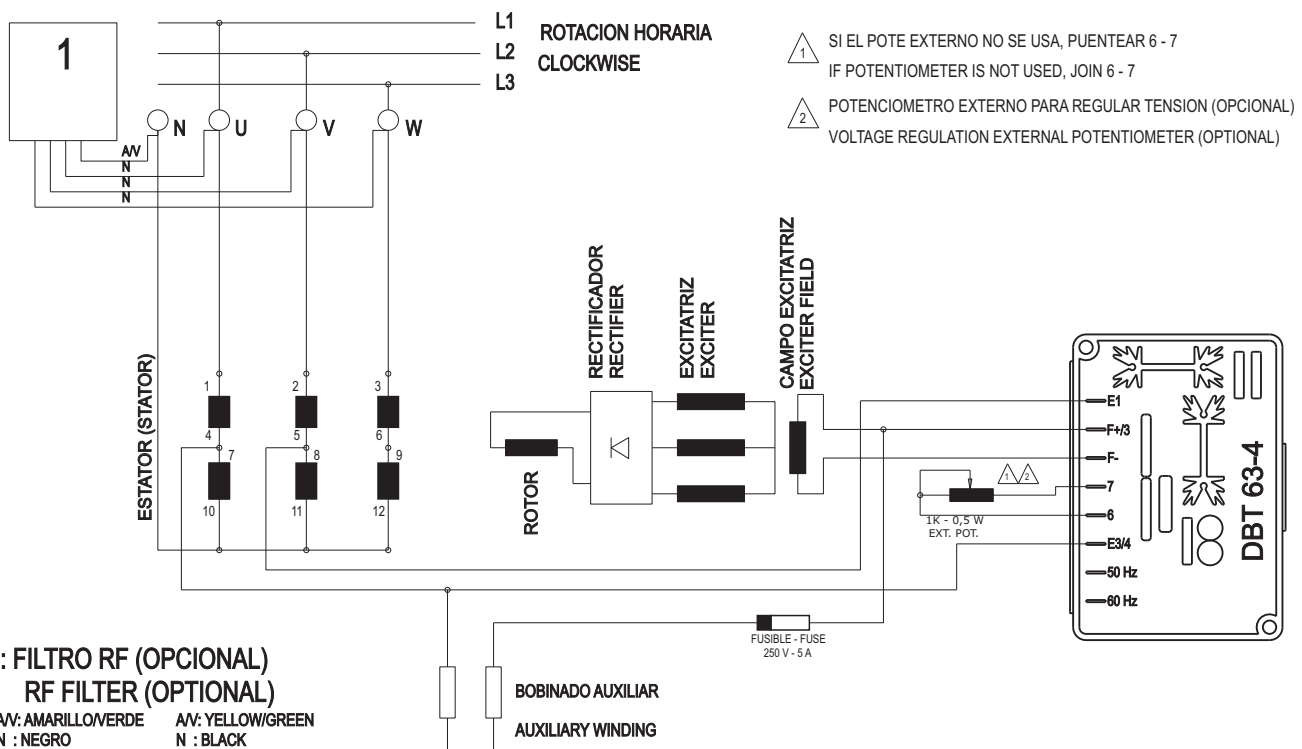 1
L1
L2
L3
ROTACION HORARIA
CLOCKWISE
1
SI EL POTE EXTERNO NO SE USA, PUENTEAR 6 - 7
IF POTENTIOMETER IS NOT USED, JOIN 6 - 7
2
POTENCIOMETRO EXTERNO PARA REGULAR TENSION (OPCIONAL)
VOLTAGE REGULATION EXTERNAL POTENTIOMETER (OPTIONAL)
N
U
V
W
A/V
N
N
N
ESTATOR (STATOR)
1
2
3
4
5
6
7
8
9
10
11
12
ROTOR
RECTIFICADOR
RECTIFIER
EXCITATRIZ
EXCITER
CAMPO EXCITATRIZ
EXCITER FIELD
1
2
1K - 0,5 W
EXT. POT.
E1
F+/3
F-
7
6
E3/4
50 Hz
60 Hz
DBT 63-4
FUSIBLE - FUSE
250 V - 5 A
BOBINADO AUXILIAR
AUXILIARY WINDING
: FILTRO RF (OPCIONAL)
RF FILTER (OPTIONAL)
A/V: AMARILLO/VERDE
A/V: YELLOW/GREEN
N : NEGRO
N : BLACK